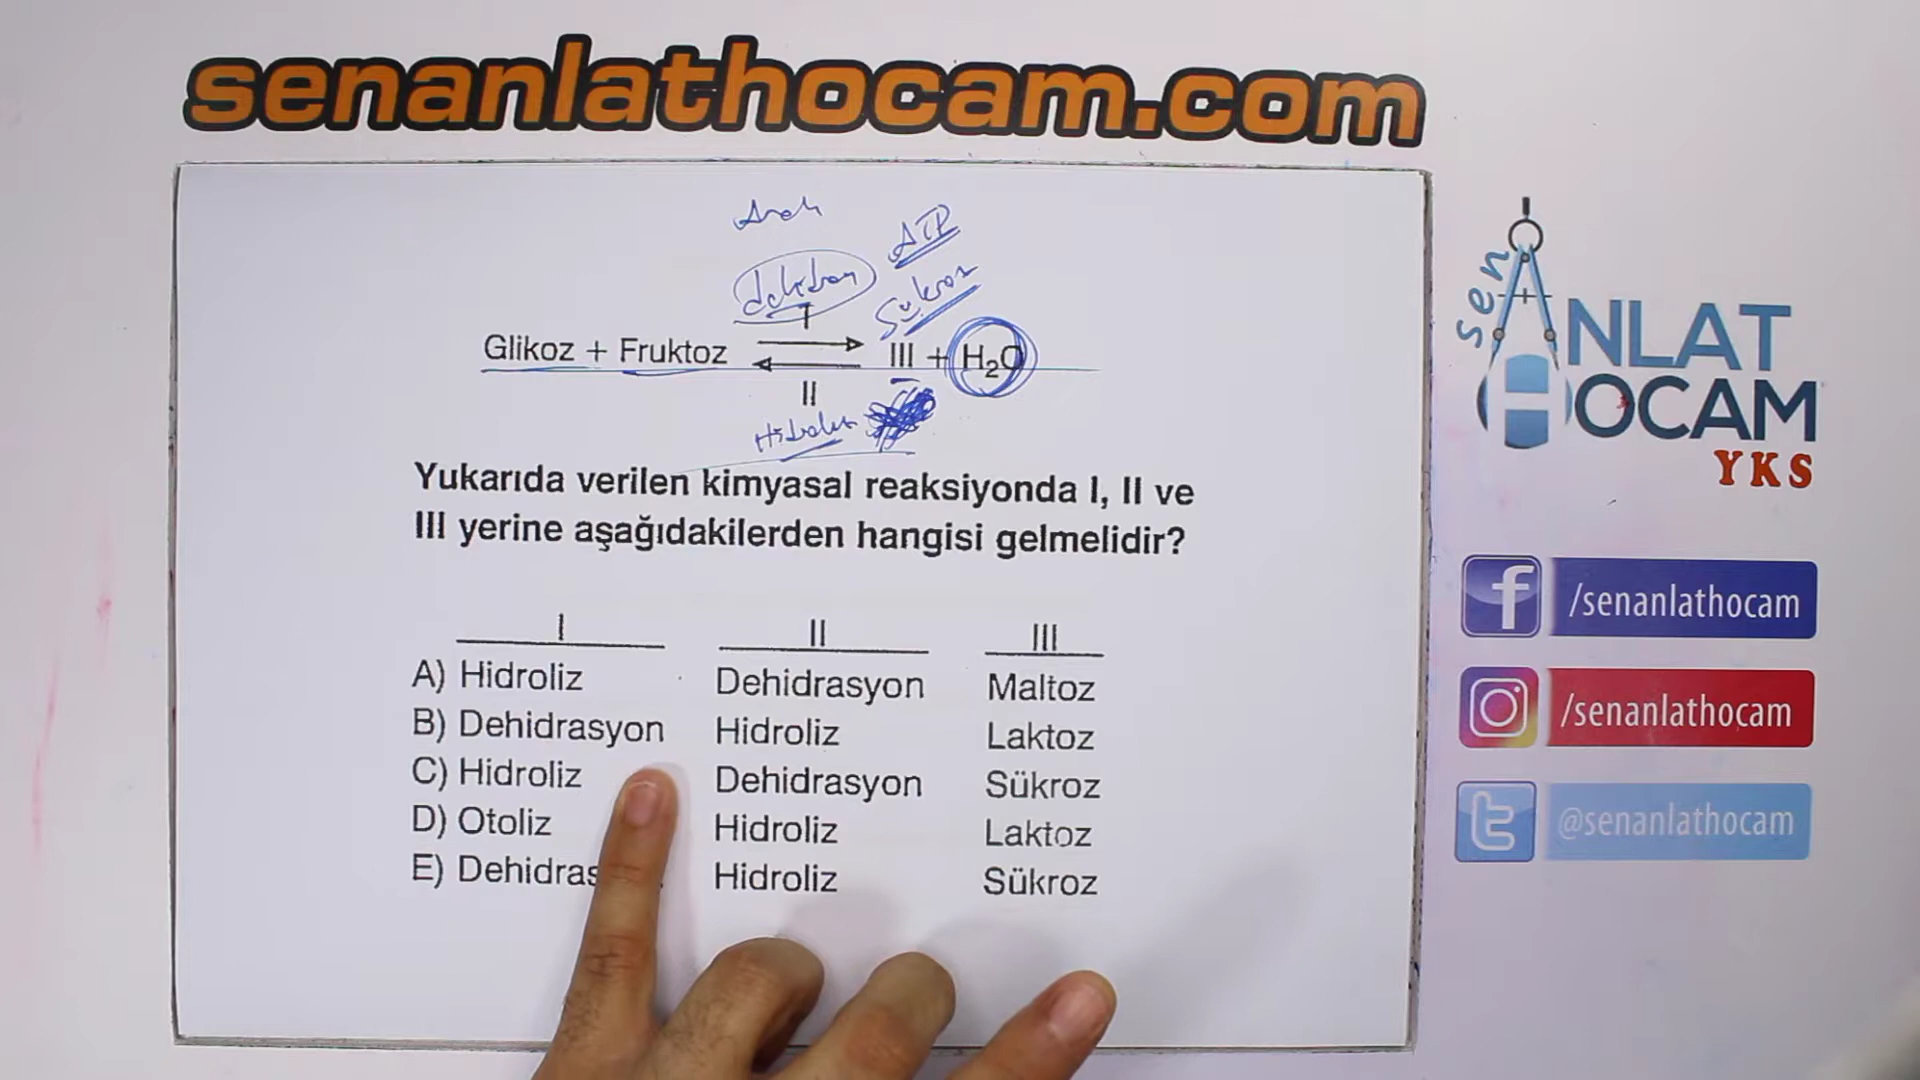 senanlathocam.com
ATP
Sükroz
I
Glikoz + Fruktoz III + H₂O
II
Yukarıda verilen kimyasal reaksiyonda I, II ve
III yerine aşağıdakilerden hangisi gelmelidir?
I II III
A) Hidroliz Dehidrasyon Maltoz
B) Dehidrasyon Hidroliz Laktoz
C) Hidroliz Dehidrasyon Sükroz
D) Otoliz Hidroliz Laktoz
E) Dehidras Hidroliz Sükroz
sen
ANLAT
HOCAM
YKS
/senanlathocam
/senanlathocam
@senanlathocam